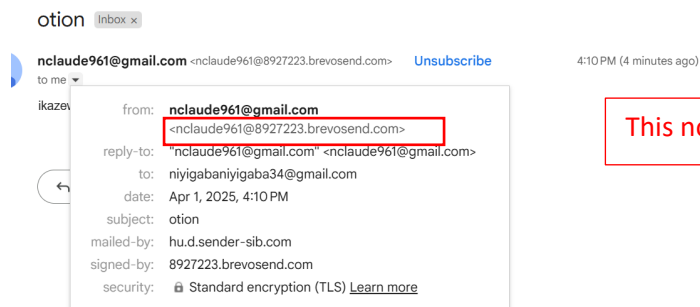 otion Inbox ×
nclaude961@gmail.com <nclaude961@8927223.brevosend.com> Unsubscribe 4:10 PM (4 minutes ago)
to me
from: nclaude961@gmail.com
<nclaude961@8927223.brevosend.com>
reply-to: "nclaude961@gmail.com" <nclaude961@gmail.com>
to: niyigabaniyigaba34@gmail.com
date: Apr 1, 2025, 4:10 PM
subject: otion
mailed-by: hu.d.sender-sib.com
signed-by: 8927223.brevosend.com
security: Standard encryption (TLS) Learn more
This